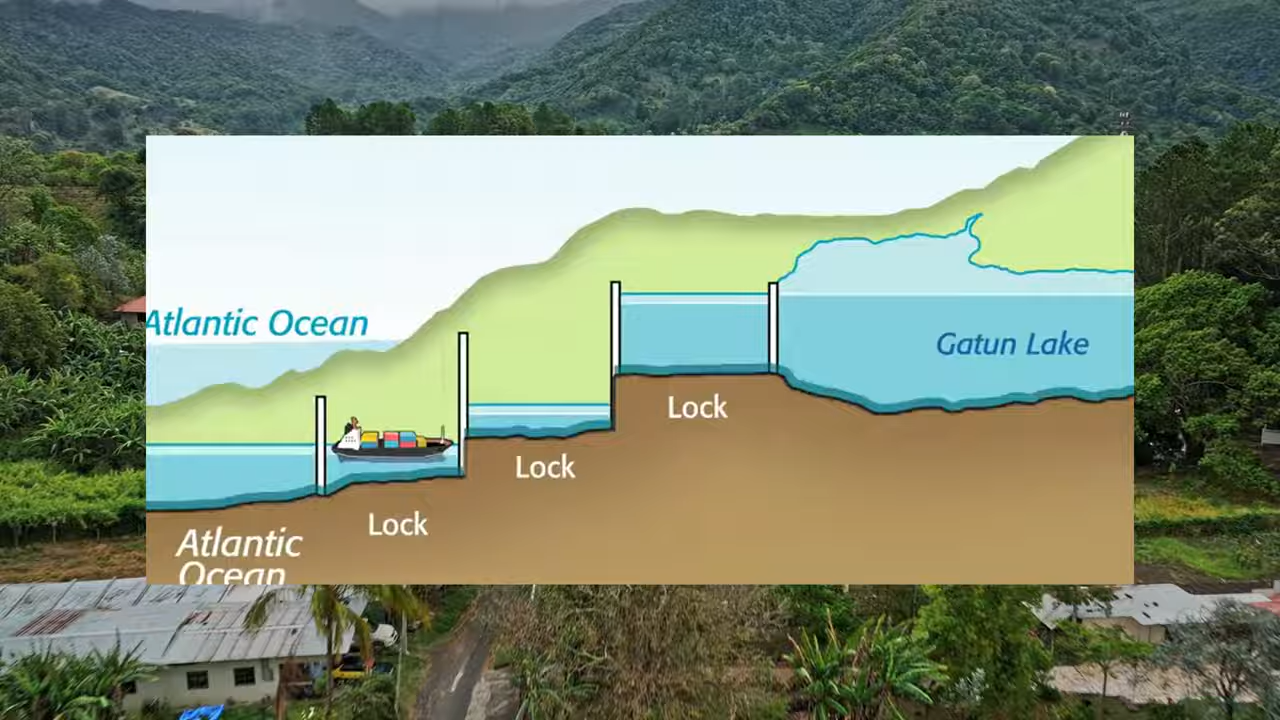 Atlantic Ocean
Gatun Lake
Lock
Lock
Lock
Atlantic
Ocean